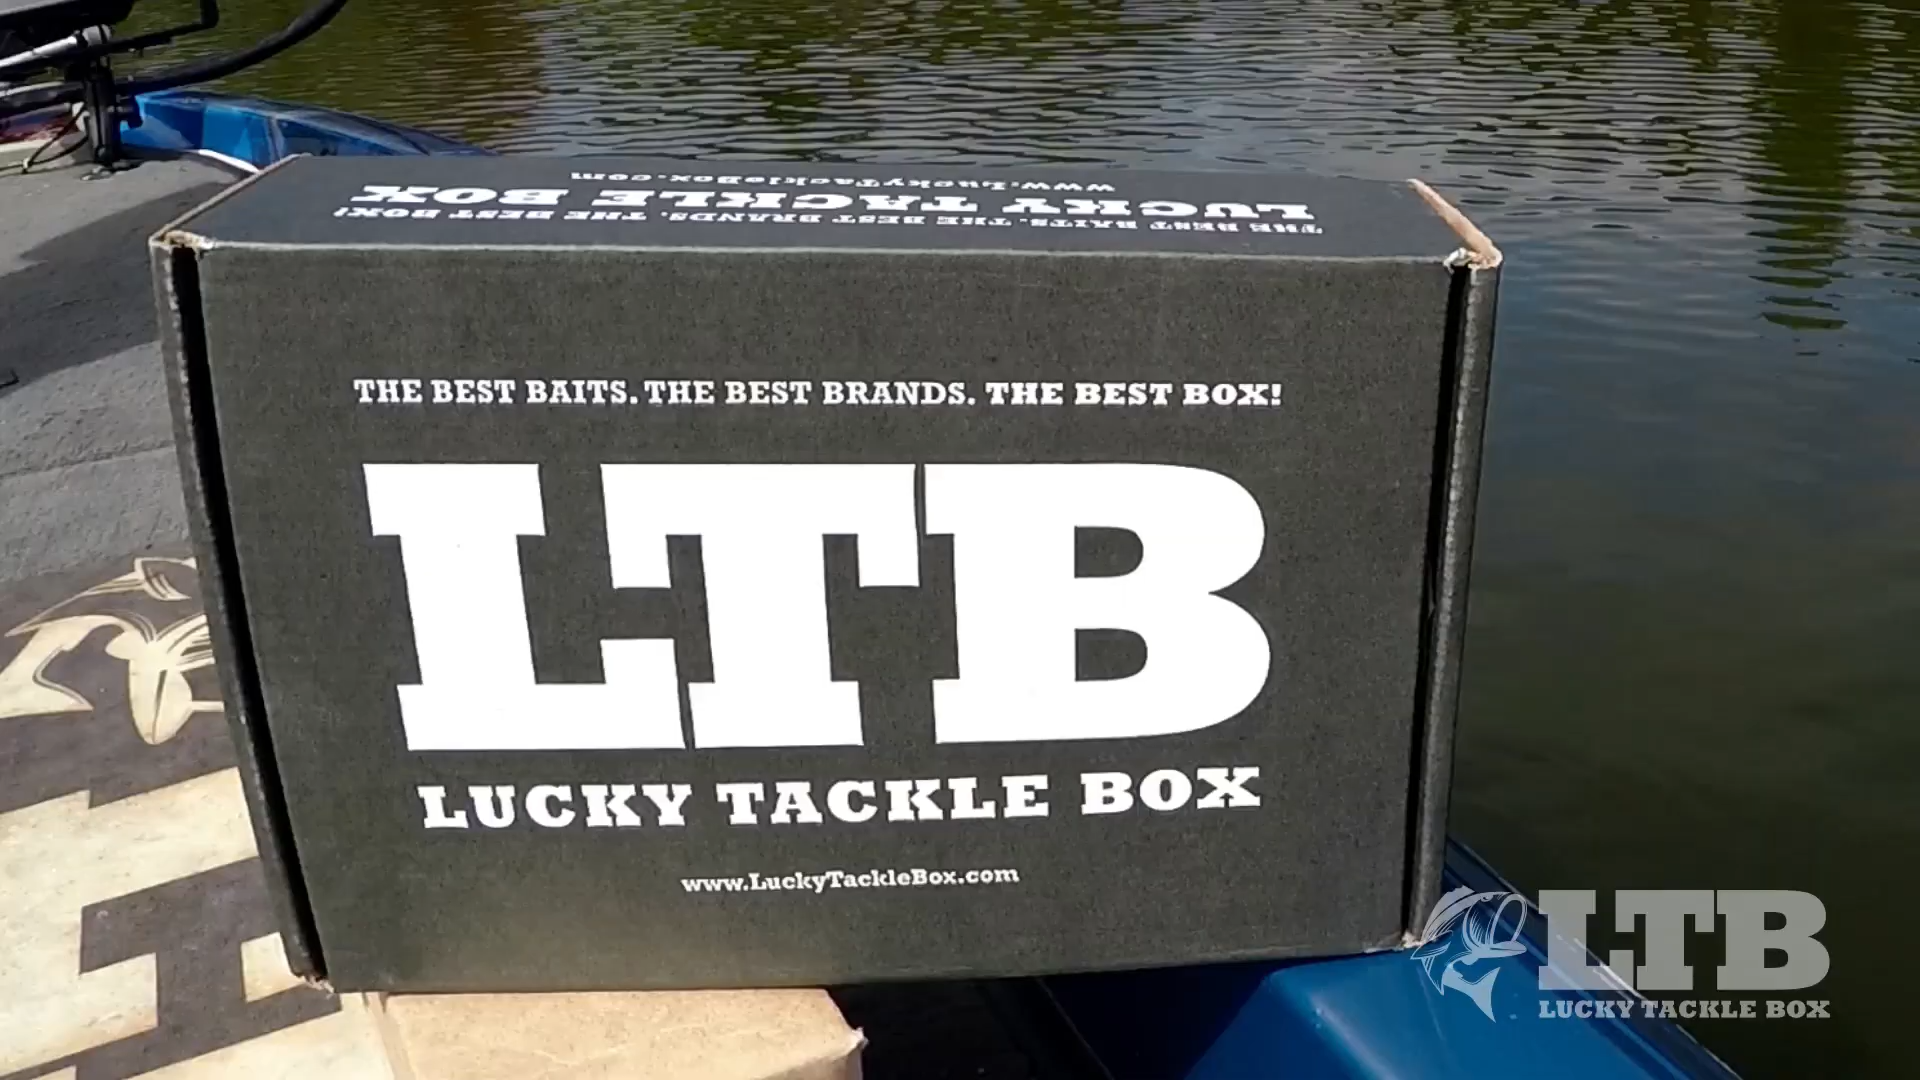 www.LuckyTackleBox.com
LUCKY TACKLE BOX
THE BEST BAITS. THE BEST BRANDS. THE BEST BOX!
THE BEST BAITS. THE BEST BRANDS. THE BEST BOX!
LTB
LUCKY TACKLE BOX
www.LuckyTackleBox.com
LTB
LUCKY TACKLE BOX